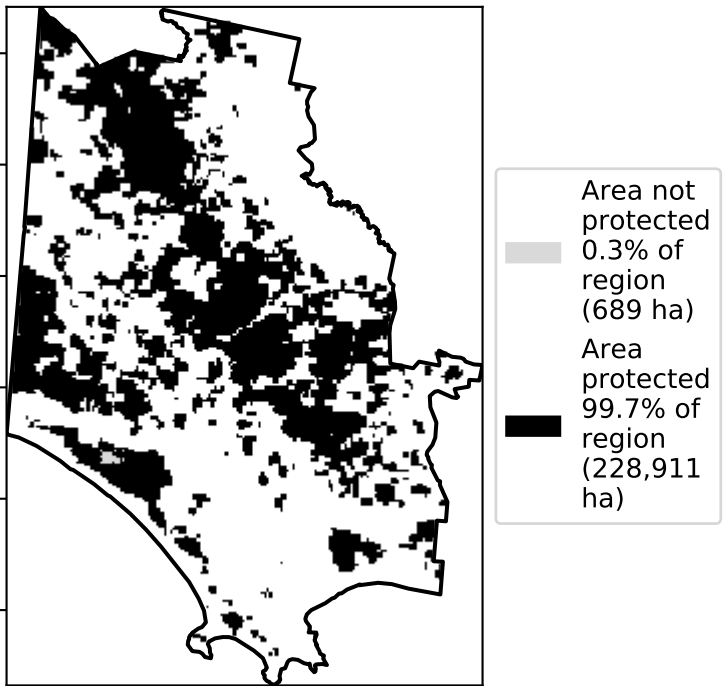 Area not
protected
0.3% of
region
(689 ha)
Area
protected
99.7% of
region
(228,911
ha)